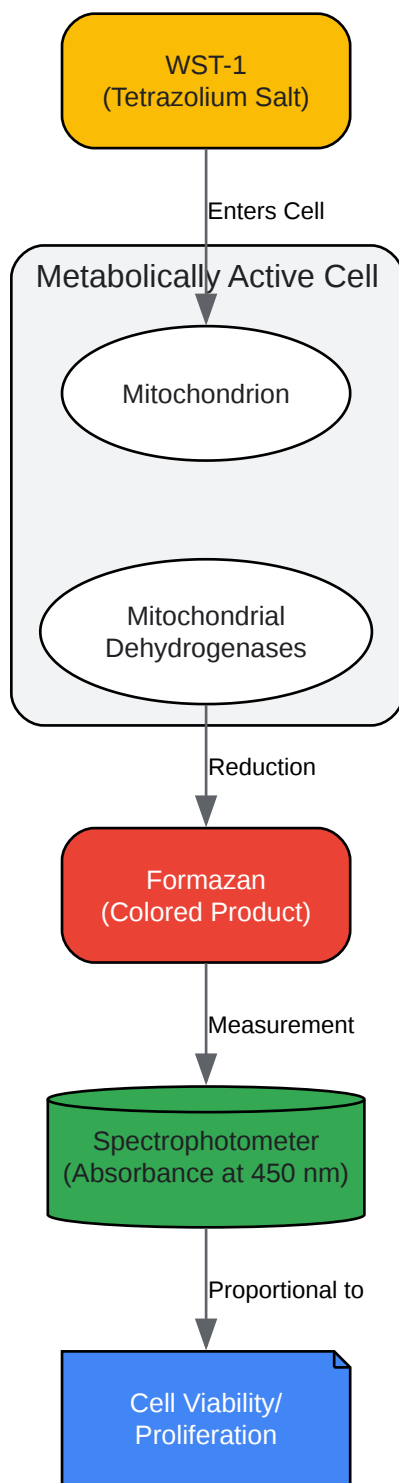 WST-1
(Tetrazolium Salt)
Enters Cell
Metabolically Active Cell
Mitochondrion
Mitochondrial
Dehydrogenases
Reduction
Formazan
(Colored Product)
Measurement
Spectrophotometer
(Absorbance at 450 nm)
Proportional to
Cell Viability/
Proliferation